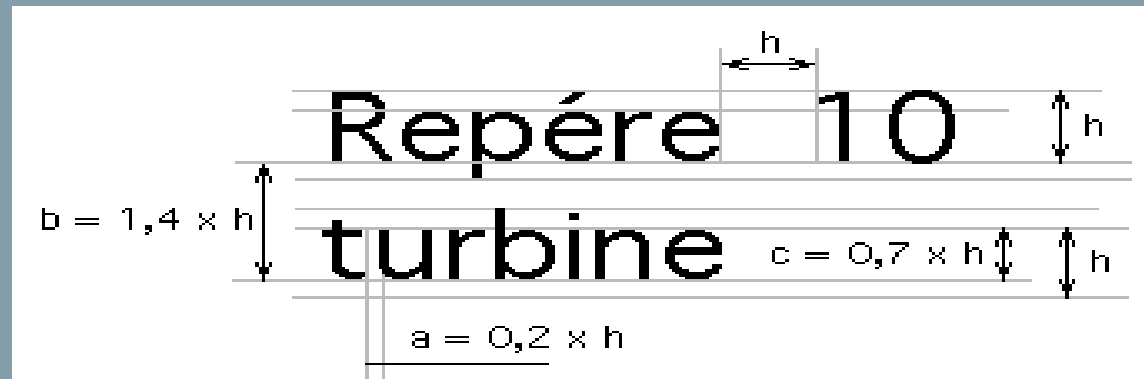 h
Repére 10 h
b = 1,4 x h
turbine c = 0,7 x h h
a = 0,2 x h